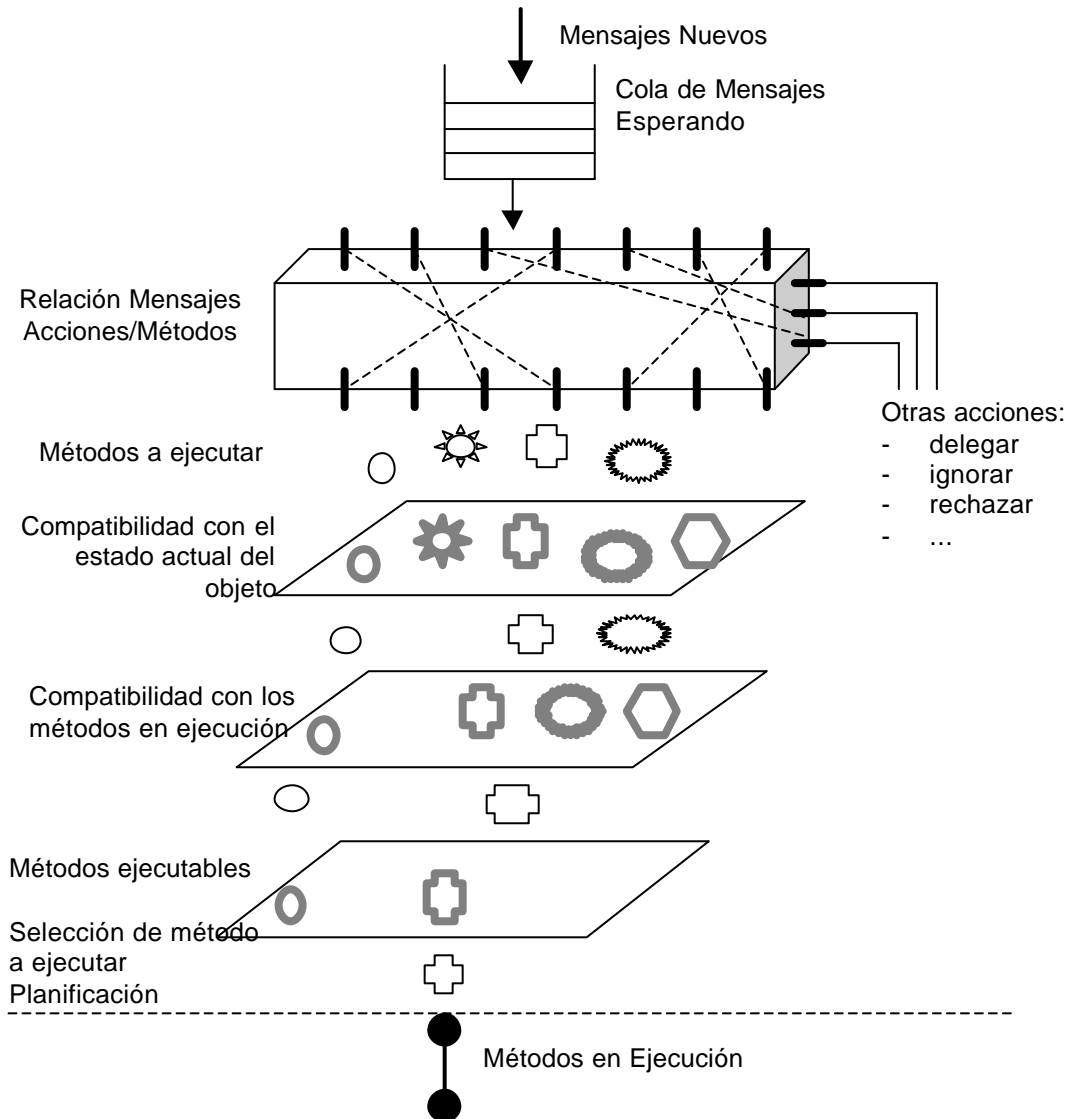 Mensajes Nuevos
Cola de Mensajes
Esperando
Relación Mensajes
Acciones/Métodos
Otras acciones:
- delegar
- ignorar
- rechazar
- ...
Métodos a ejecutar
Compatibilidad con el
estado actual del
objeto
Compatibilidad con los
métodos en ejecución
Métodos ejecutables
Selección de método
a ejecutar
Planificación
Métodos en Ejecución